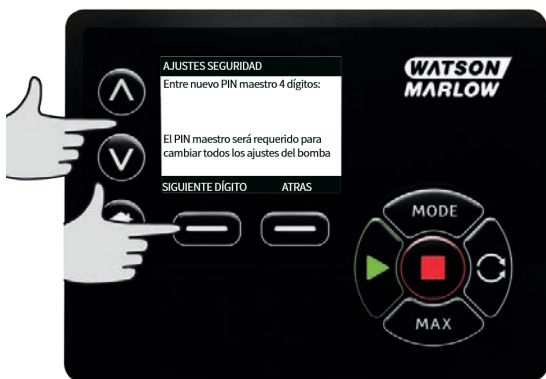 AJUSTES SEGURIDAD
WATSON
MARLOW
Entre nuevo PIN maestro 4 dígitos:
El PIN maestro será requerido para
cambiar todos los ajustes del bomba
SIGUIENTE DÍGITO ATRAS
MODE
MAX